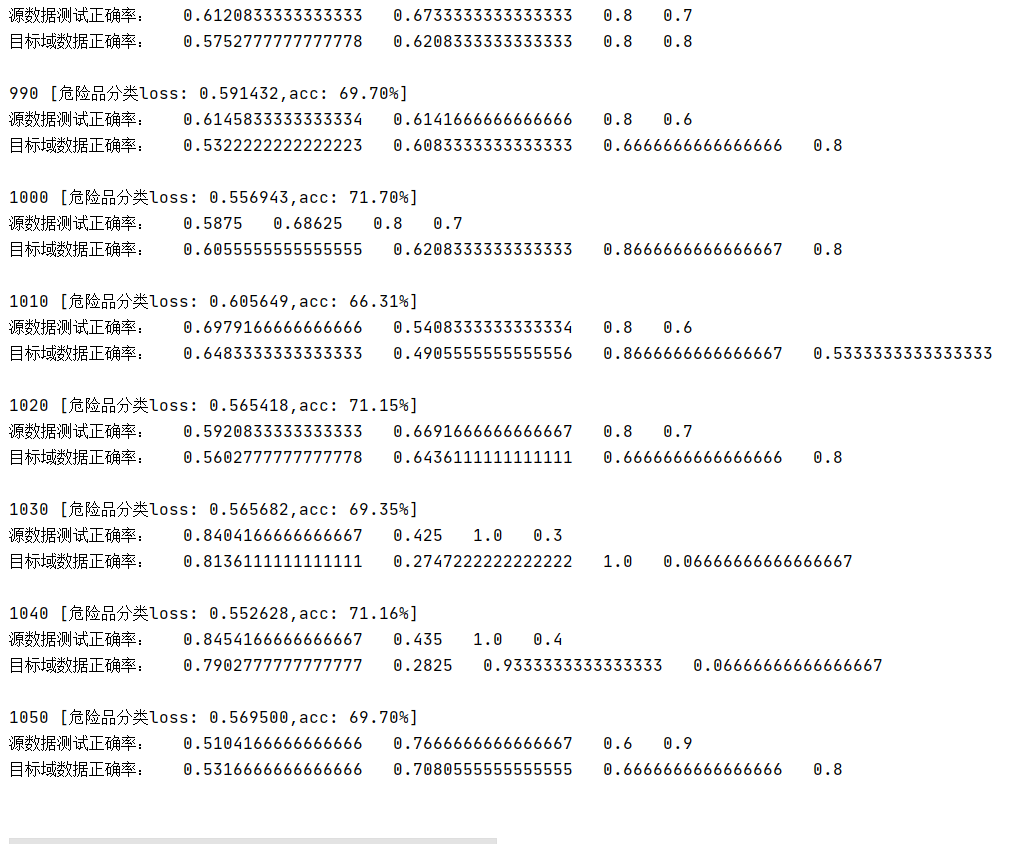 源数据测试正确率: 0.6120833333333333 0.6733333333333333 0.8 0.7
目标域数据正确率: 0.5752777777777778 0.6208333333333333 0.8 0.8
990 [危险品分类loss: 0.591432,acc: 69.70%]
源数据测试正确率: 0.6145833333333334 0.6141666666666666 0.8 0.6
目标域数据正确率: 0.5322222222222223 0.6083333333333333 0.6666666666666666 0.8
1000 [危险品分类loss: 0.556943,acc: 71.70%]
源数据测试正确率: 0.5875 0.68625 0.8 0.7
目标域数据正确率: 0.6055555555555555 0.6208333333333333 0.8666666666666667 0.8
1010 [危险品分类loss: 0.605649,acc: 66.31%]
源数据测试正确率: 0.6979166666666666 0.5408333333333334 0.8 0.6
目标域数据正确率: 0.6483333333333333 0.4905555555555556 0.8666666666666667 0.5333333333333333
1020 [危险品分类loss: 0.565418,acc: 71.15%]
源数据测试正确率: 0.5920833333333333 0.6691666666666667 0.8 0.7
目标域数据正确率: 0.5602777777777778 0.6436111111111111 0.6666666666666666 0.8
1030 [危险品分类loss: 0.565682,acc: 69.35%]
源数据测试正确率: 0.8404166666666667 0.425 1.0 0.3
目标域数据正确率: 0.8136111111111111 0.2747222222222222 1.0 0.06666666666666667
1040 [危险品分类loss: 0.552628,acc: 71.16%]
源数据测试正确率: 0.8454166666666667 0.435 1.0 0.4
目标域数据正确率: 0.7902777777777777 0.2825 0.9333333333333333 0.06666666666666667
1050 [危险品分类loss: 0.569500,acc: 69.70%]
源数据测试正确率: 0.5104166666666666 0.7666666666666667 0.6 0.9
目标域数据正确率: 0.5316666666666666 0.7080555555555555 0.6666666666666666 0.8